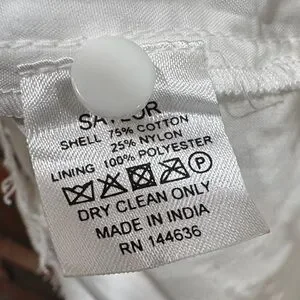 SHELL 75% COTTON
25% NYLON
LINING 100% POLYESTER
P
DRY CLEAN ONLY
MADE IN INDIA
RN 144636